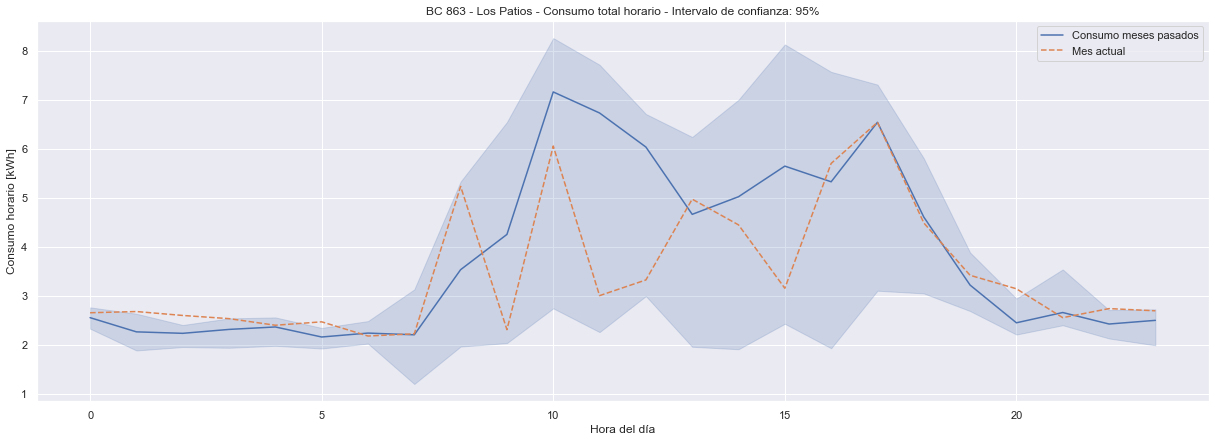 BC 863 - Los Patios - Consumo total horario - Intervalo de confianza: 95%
Consumo meses pasados
Mes actual
Consumo horario [kWh]
8
7
6
5
4
3
2
1
0
5
10
15
20
Hora del día